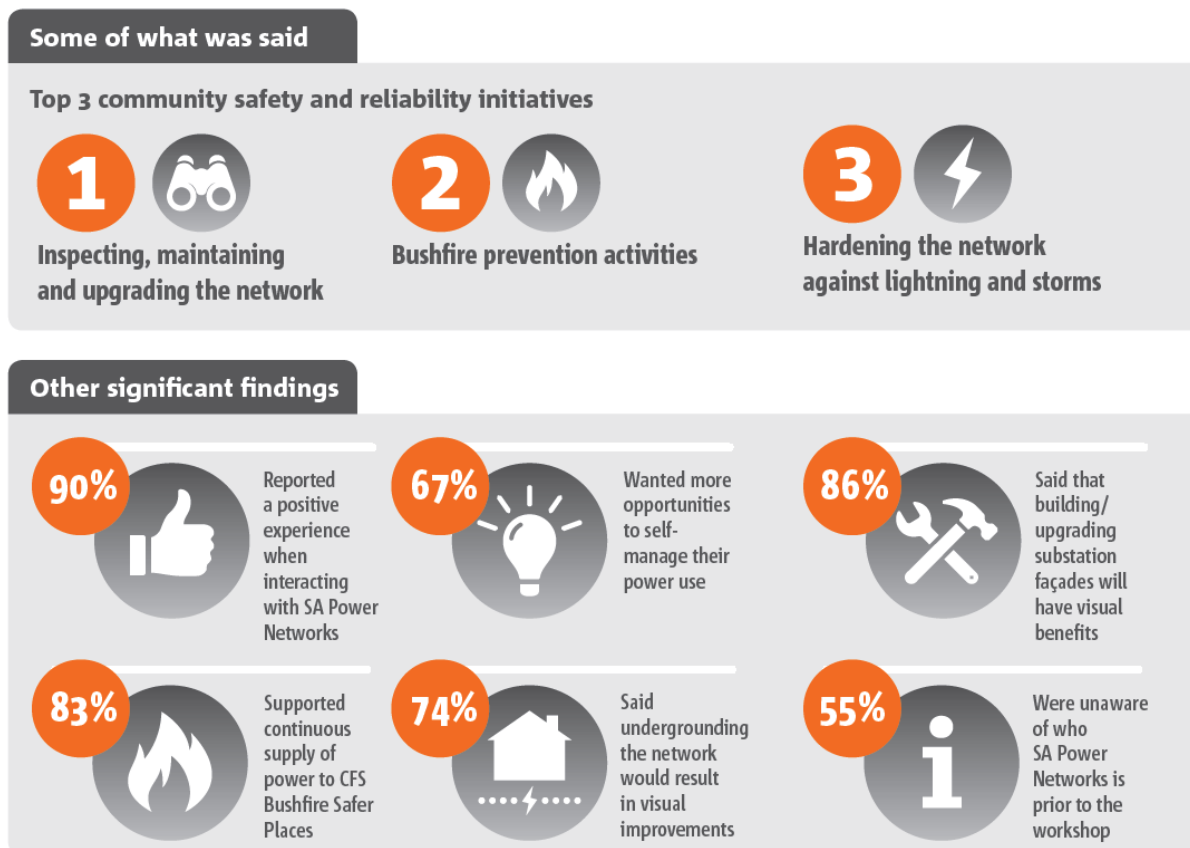 Some of what was said
Top 3 community safety and reliability initiatives
1
Inspecting, maintaining
and upgrading the network
2
Bushfire prevention activities
3
Hardening the network
against lightning and storms
Other significant findings
90%
Reported
a positive
experience
when
interacting
with SA Power
Networks
67%
Wanted more
opportunities
to self-
manage their
power use
86%
Said that
building/
upgrading
substation
façades will
have visual
benefits
83%
Supported
continuous
supply of
power to CFS
Bushfire Safer
Places
74%
Said
undergrounding
the network
would result
in visual
improvements
55%
Were unaware
of who
SA Power
Networks is
prior to the
workshop